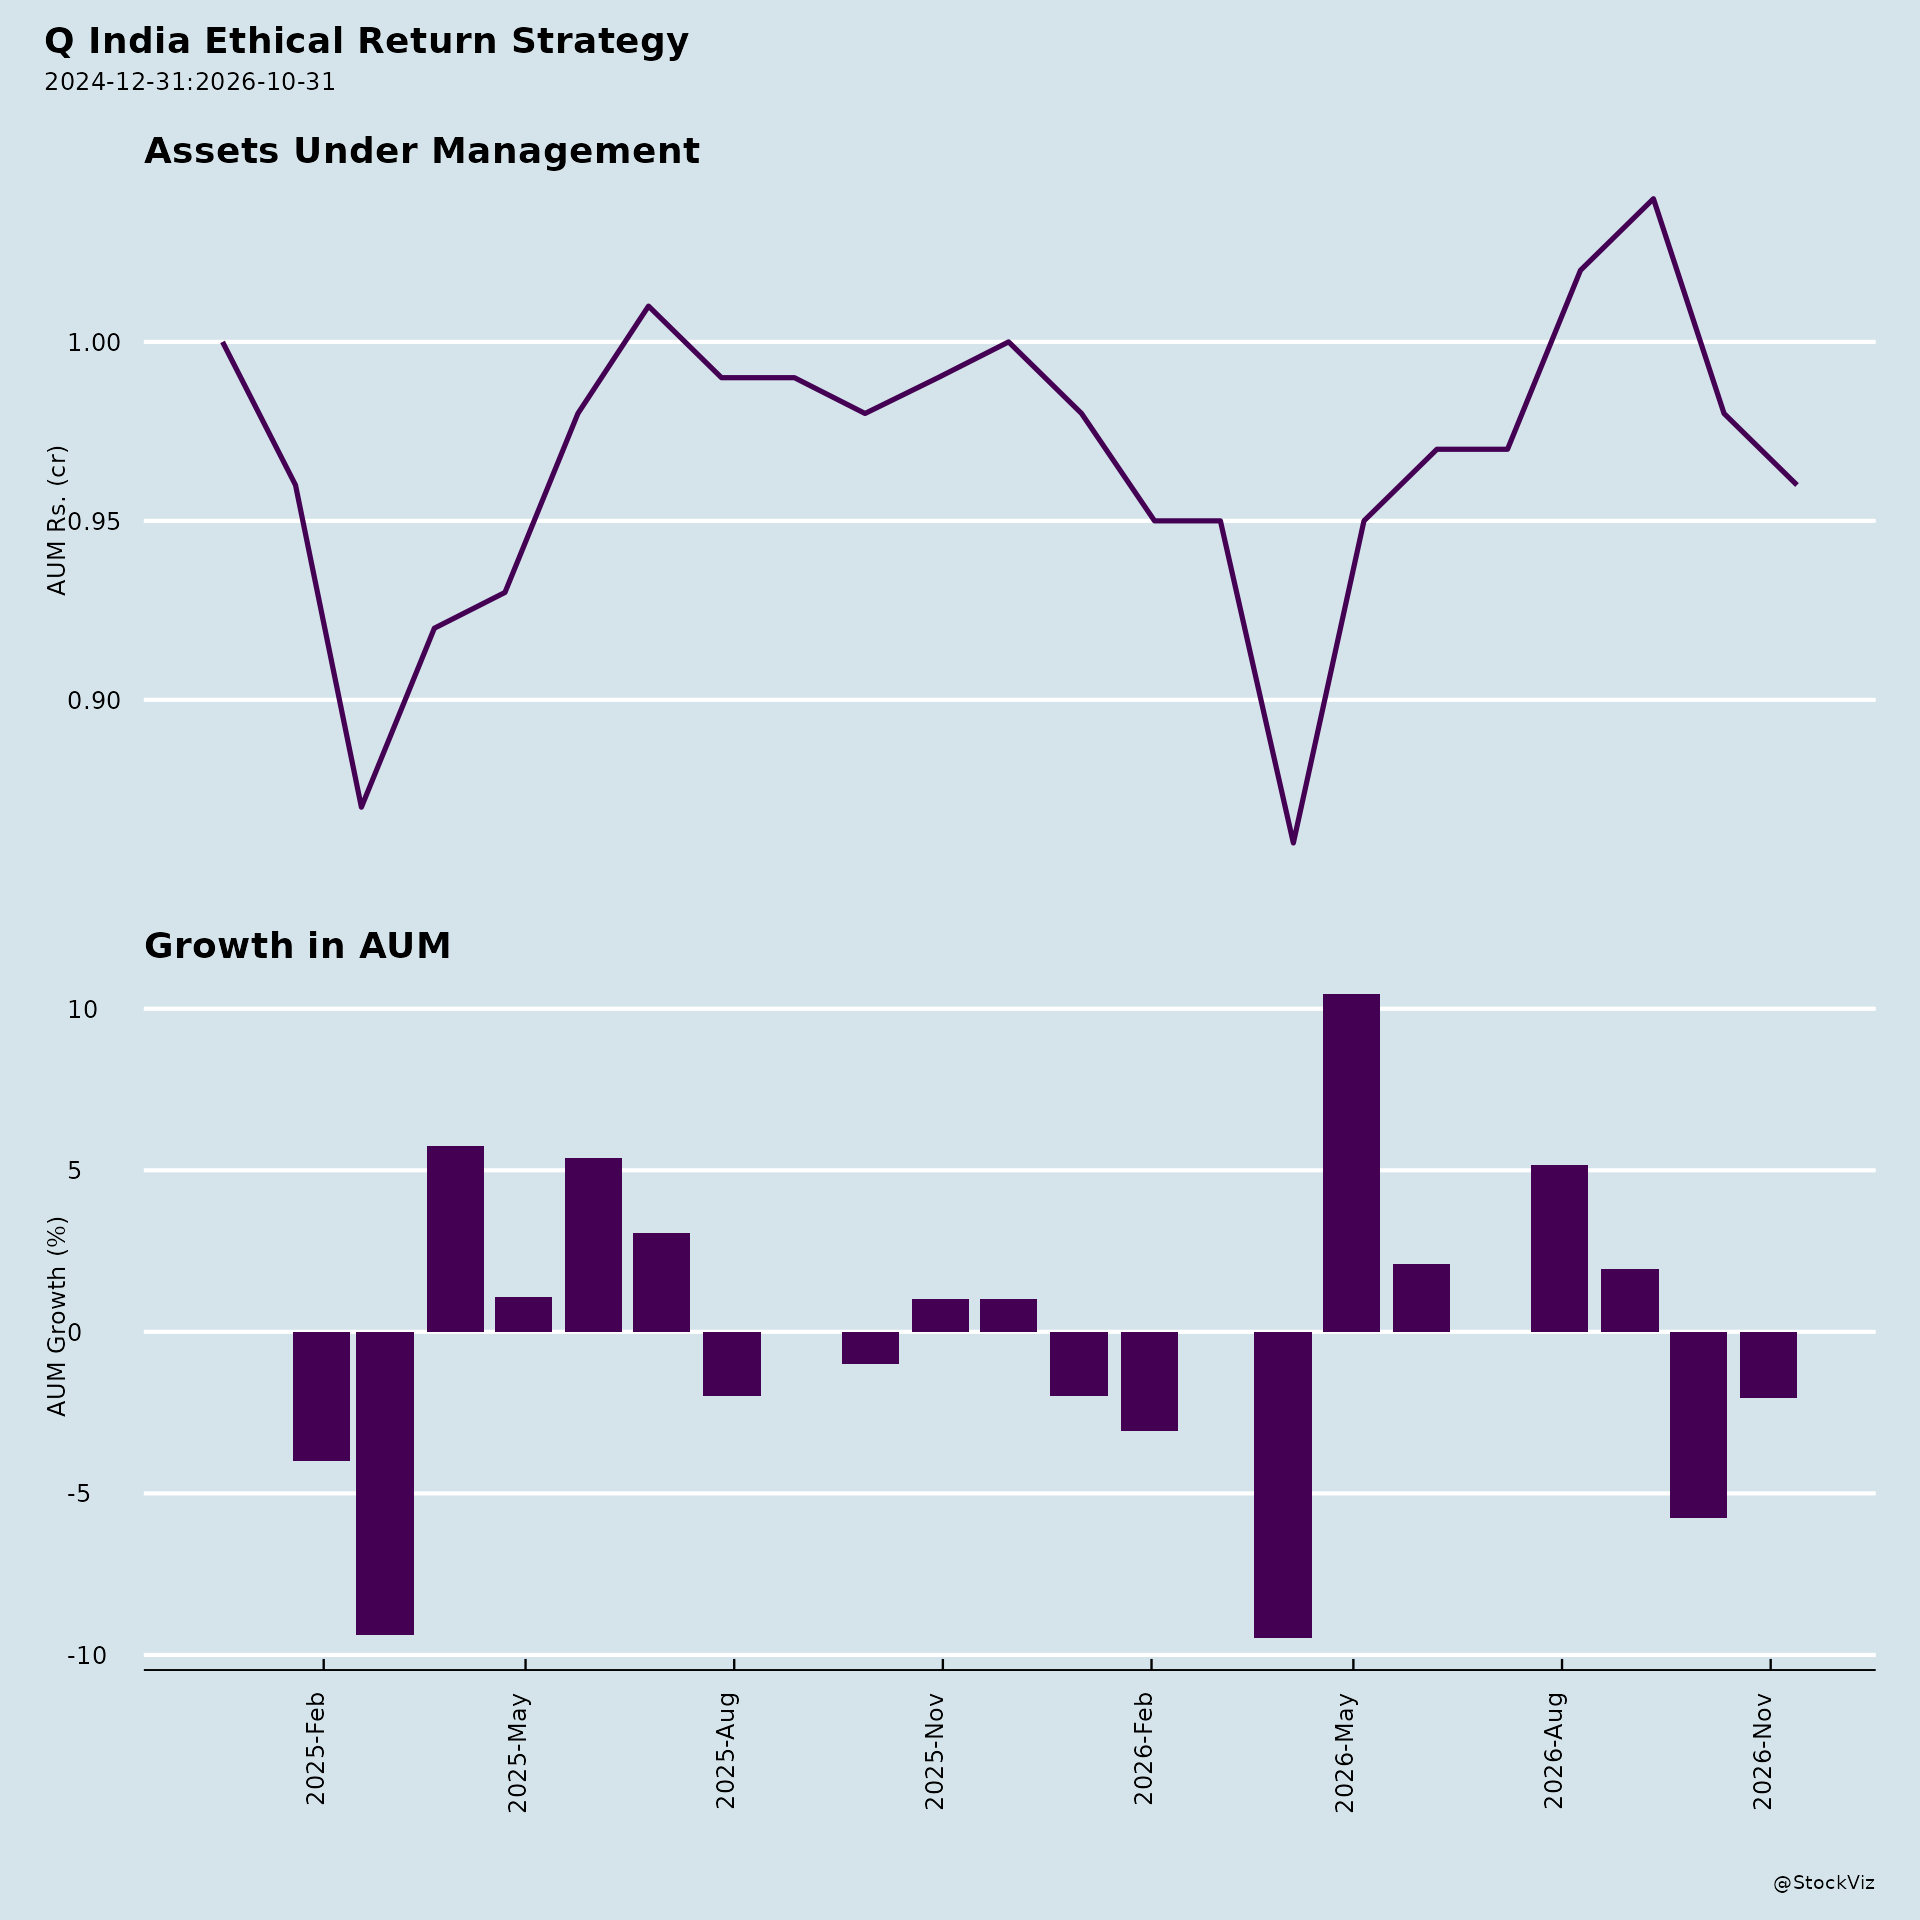 Q India Ethical Return Strategy
2024-12-31:2026-10-31
Assets Under Management
AUM Rs. (cr)
1.00
0.95
0.90
Growth in AUM
AUM Growth (%)
10
5
0
-5
-10
2025-Feb
2025-May
2025-Aug
2025-Nov
2026-Feb
2026-May
2026-Aug
2026-Nov
@StockViz